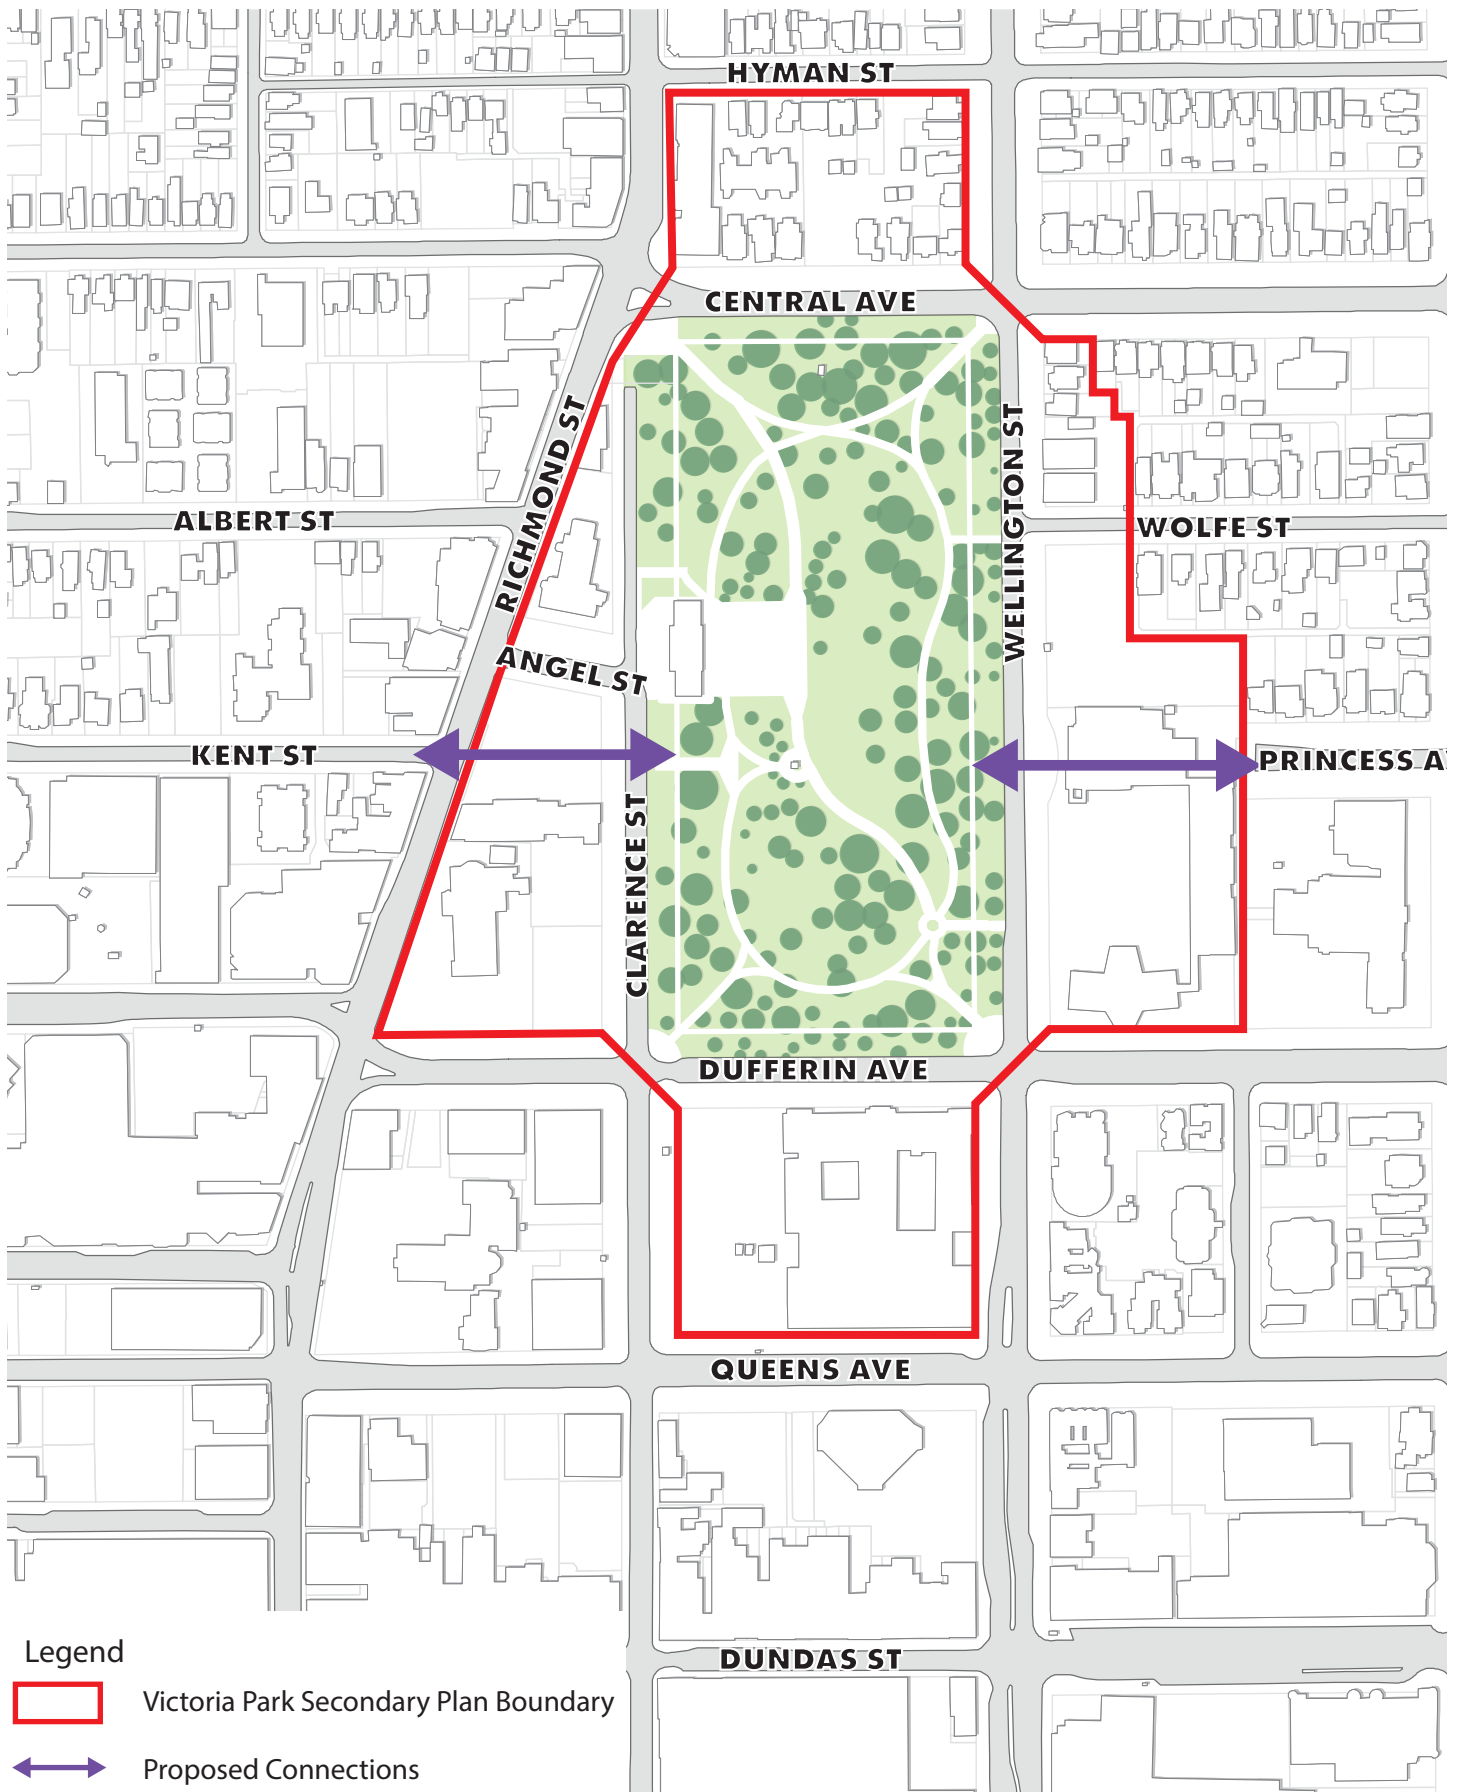 HYMAN ST
CENTRAL AVE
RICHMOND ST
WELLINGTON ST
ALBERT ST
WOLFE ST
ANGEL ST
KENT ST
PRINCESS A
CLARENCE ST
DUFFERIN AVE
QUEENS AVE
DUNDAS ST
Legend
Victoria Park Secondary Plan Boundary
Proposed Connections